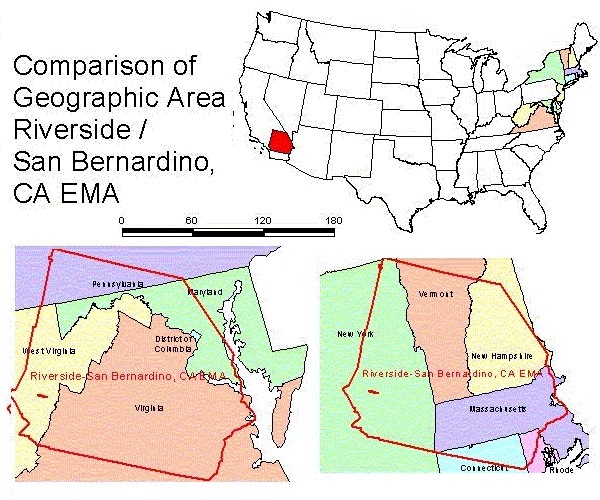 Comparison of
Geographic Area
Riverside /
San Bernardino,
CA EMA
0 60 120 180
Pennsylvania
Maryland
District of
Columbia
West Virginia
Riverside-San Bernardino, CA EMA
Virginia
Vermont
New York
New Hampshire
Riverside-San Bernardino, CA EMA
Massachusetts
Connecticut
Rhode